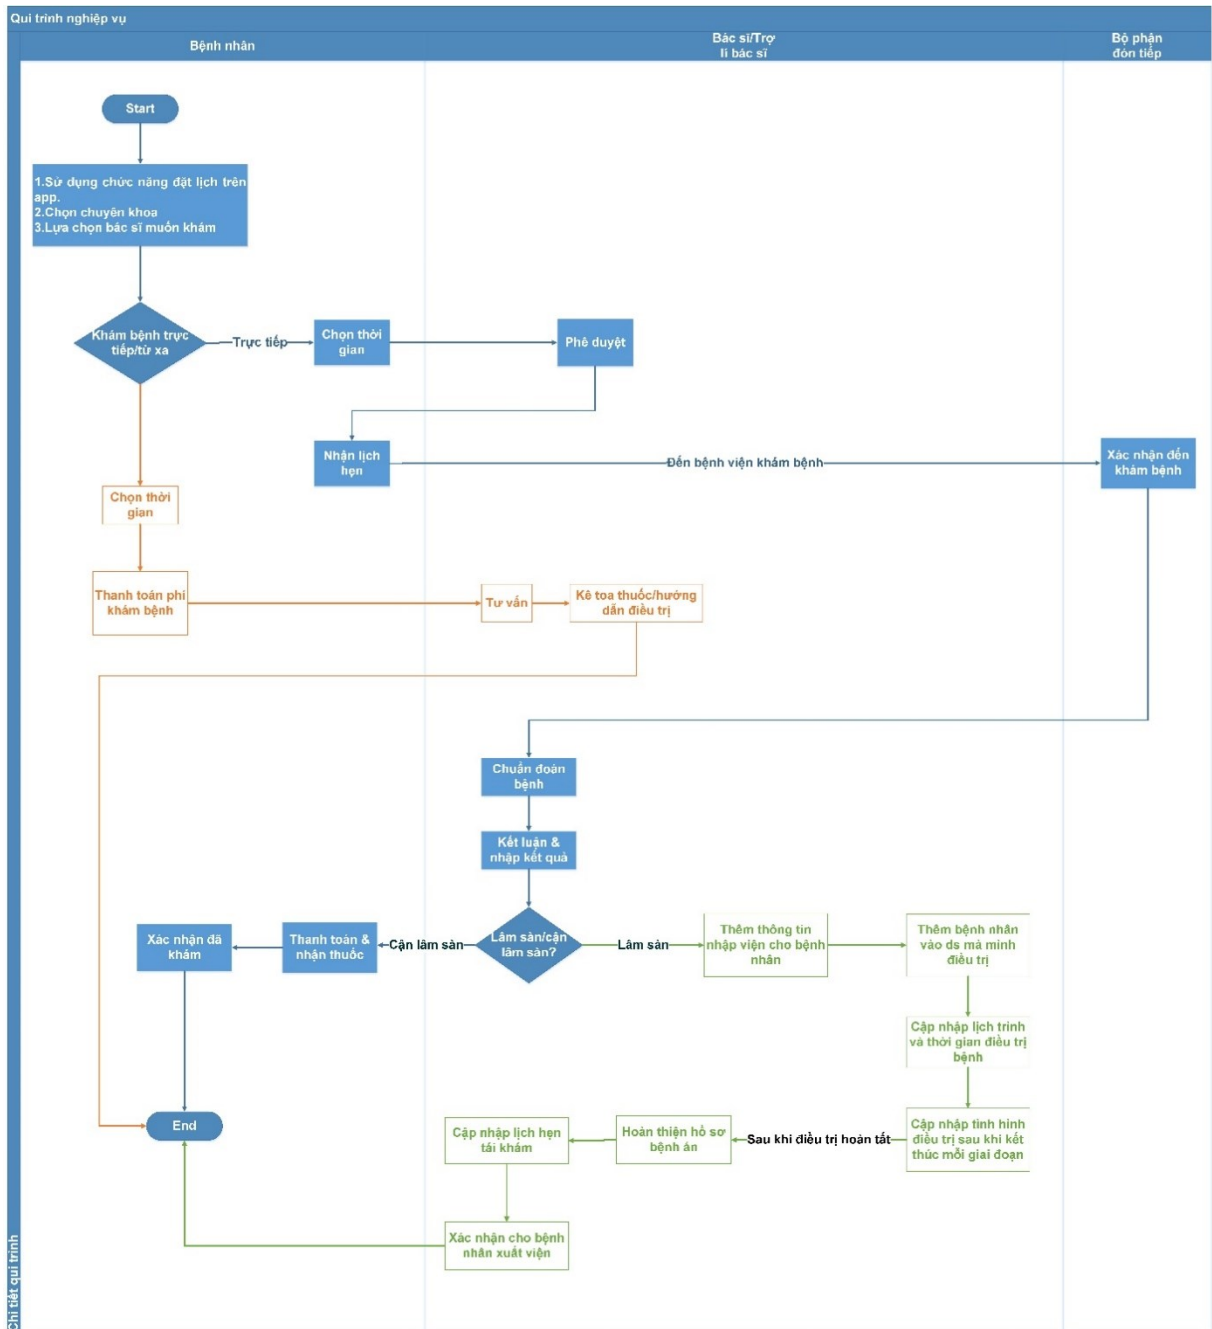 Qui trình nghiệp vụ
Bệnh nhân
Bác sĩ/Trợ
lí bác sĩ
Bộ phận
đón tiếp
Start
1.Sử dụng chức năng đặt lịch trên
app.
2.Chọn chuyên khoa
3.Lựa chọn bác sĩ muốn khám
Khám bệnh trực
tiếp/từ xa
Trực tiếp
Chọn thời
gian
Phê duyệt
Nhận lịch
hẹn
Đến bệnh viện khám bệnh
Xác nhận đến
khám bệnh
Chọn thời
gian
Thanh toán phí
khám bệnh
Tư vấn
Kê toa thuốc/hướng
dẫn điều trị
Chuẩn đoán
bệnh
Kết luận &
nhập kết quả
Lâm sàn/cận
lâm sàn?
Cận lâm sàn
Thanh toán &
nhận thuốc
Xác nhận đã
khám
Lâm sàn
Thêm thông tin
nhập viện cho bệnh
nhân
Thêm bệnh nhân
vào ds mà mình
điều trị
Cập nhập lịch trình
và thời gian điều trị
bệnh
Cập nhập tình hình
điều trị sau khi kết
thúc mỗi giai đoạn
Sau khi điều trị hoàn tất
Hoàn thiện hồ sơ
bệnh án
Cập nhập lịch hẹn
tái khám
Xác nhận cho bệnh
nhân xuất viện
End
Chi tiết qui trình